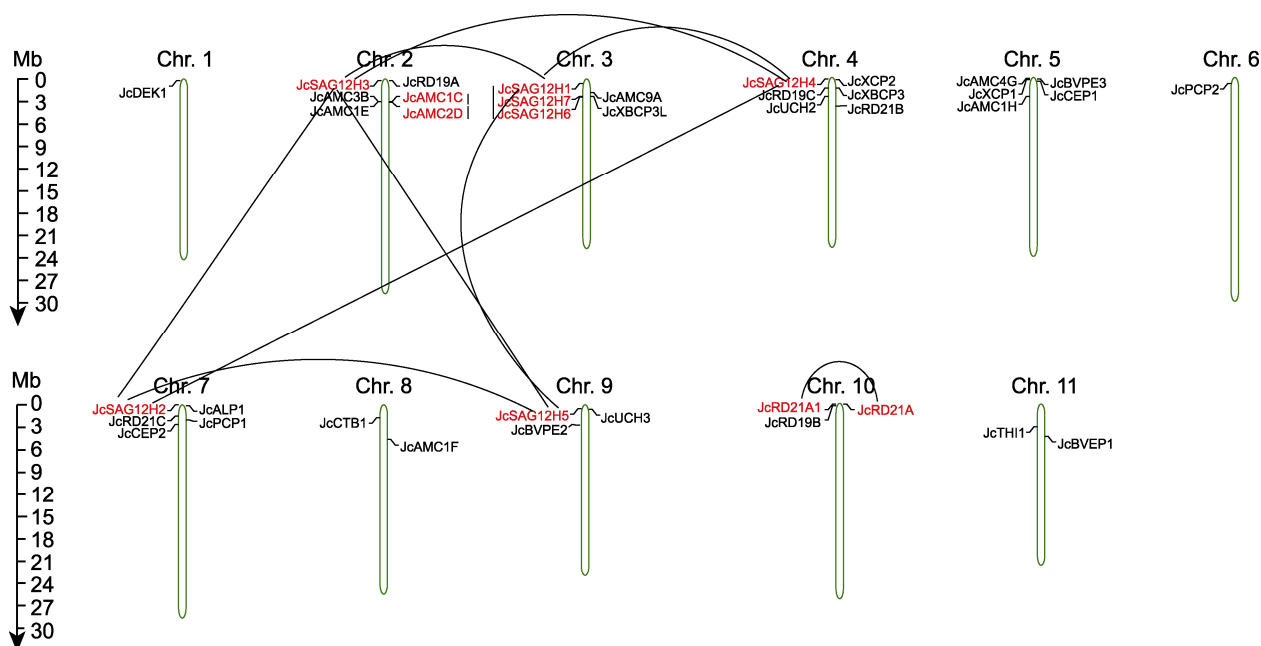 Mb
Chr. 1
Chr. 2
Chr. 3
Chr. 4
Chr. 5
Chr. 6
0
3
6
9
12
15
18
21
24
27
30
JcDEK1
JcSAG12H3
JcAMC3B
JcAMC1E
JcRD19A
JcAMC1C
JcAMC2D
JcSAG12H1
JcSAG12H7
JcSAG12H6
JcAMC9A
JcXBCP3L
JcSAG12H4
JcRD19C
JcUCH2
JcXCP2
JcXBCP3
JcRD21B
JcAMC4G
JcXCP1
JcAMC1H
JcBVPE3
JcCEP1
JcPCP2
Mb
Chr. 7
Chr. 8
Chr. 9
Chr. 10
Chr. 11
0
3
6
9
12
15
18
21
24
27
30
JcSAG12H2
JcRD21C
JcCEP2
JcALP1
JcPCP1
JcCTB1
JcAMC1F
JcSAG12H5
JcBVPE2
JcUCH3
JcRD21A1
JcRD19B
JcRD21A
JcTHI1
JcBVEP1